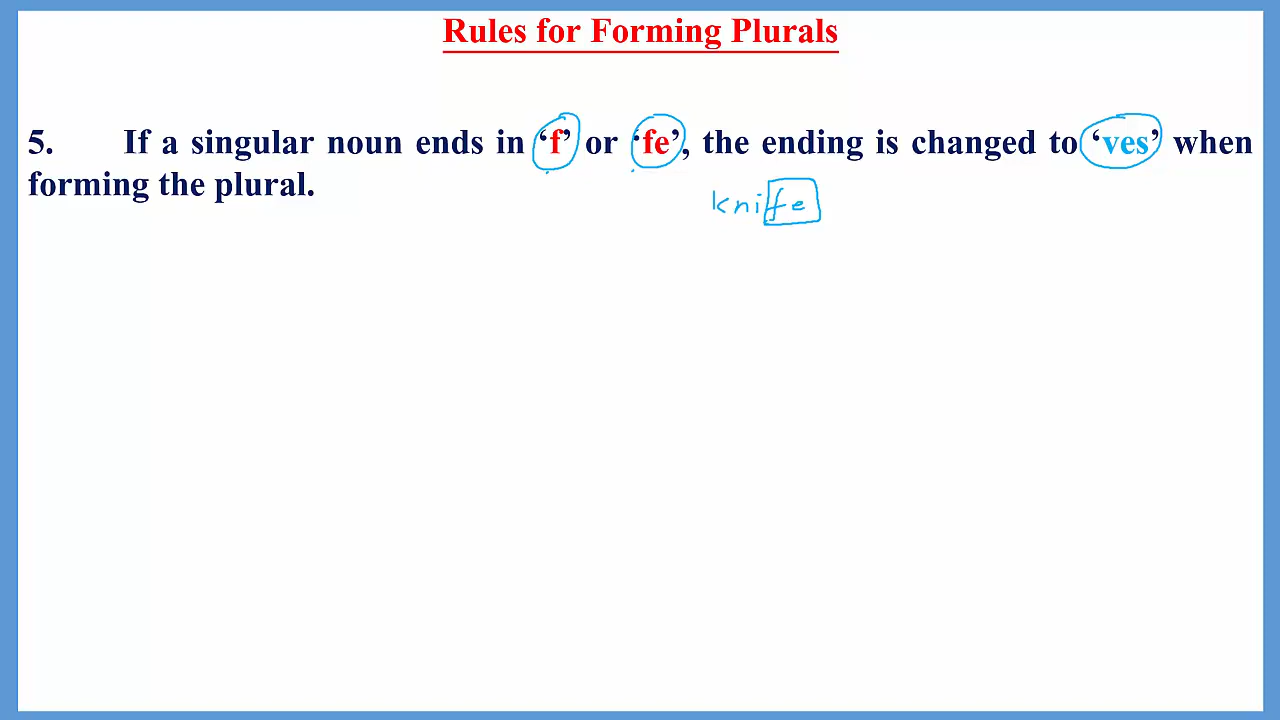 Rules for Forming Plurals
5. If a singular noun ends in ‘f’ or ‘fe’, the ending is changed to ‘ves’ when
forming the plural.
knife